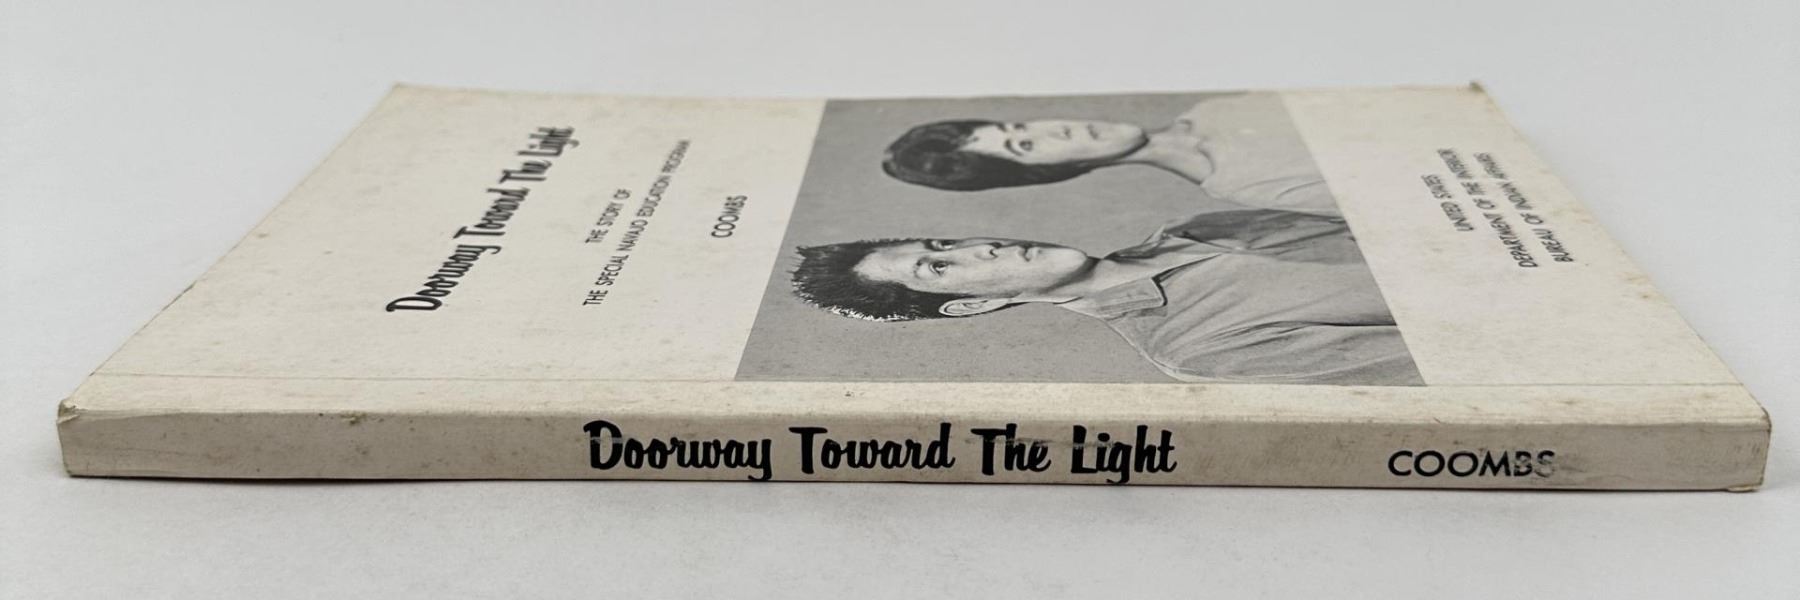 Doorway Toward The Light
THE STORY OF
THE SPECIAL NAVAJO EDUCATION PROGRAM
COOMBS
UNITED STATES
DEPARTMENT OF THE INTERIOR
BUREAU OF INDIAN AFFAIRS
Doorway Toward The Light
COOMBS